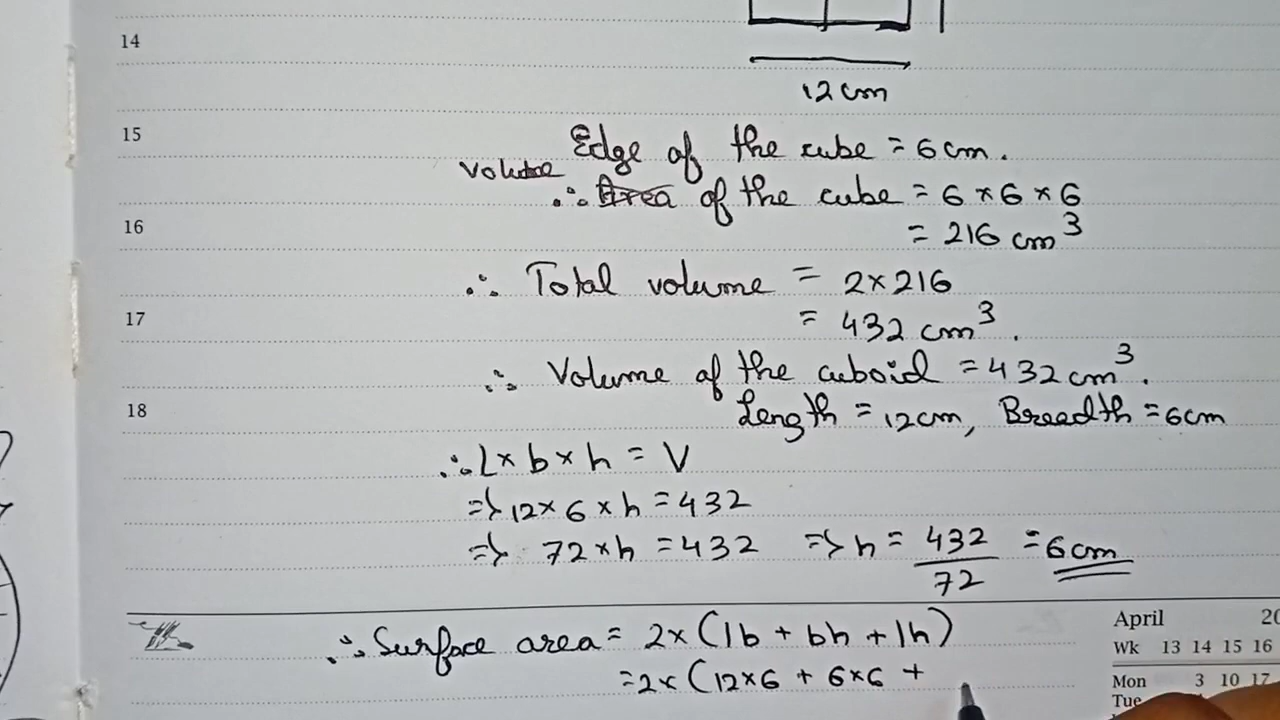 14
12cm
15
Edge of the cube = 6cm.
Volume
∴ Area of the cube = 6 × 6 × 6
16
= 216 cm³
∴ Total volume = 2×216
17
= 432 cm³.
∴ Volume of the cuboid = 432 cm³.
18
Length = 12cm, Breadth = 6cm
∴ L × b × h = V
=> 12 × 6 × h = 432
=> 72 × h = 432 => h = 432/72 = 6cm
April 20
∴ Surface area = 2 × (lb + bh + lh)
Wk 13 14 15 16
= 2 × (12×6 + 6×6 +
Mon 3 10 17
Tue